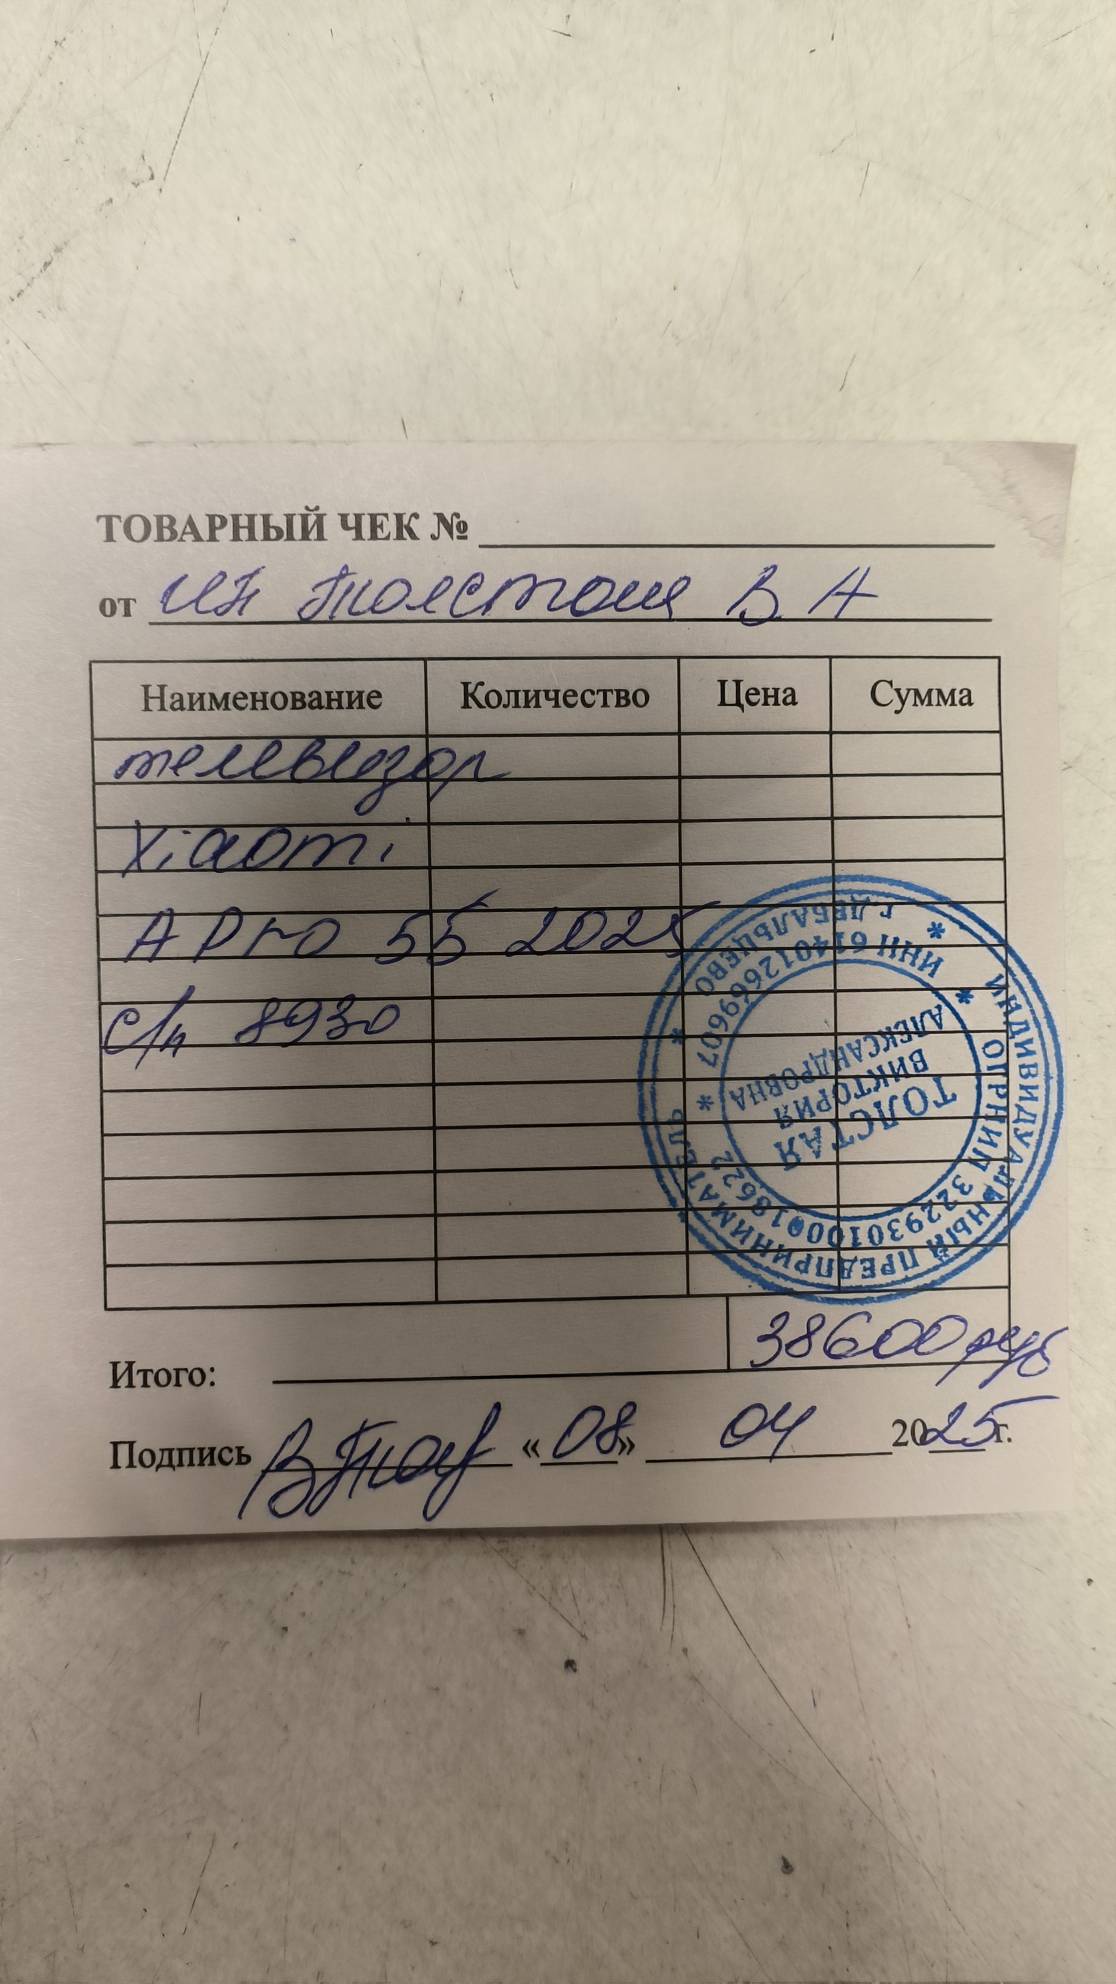 ТОВАРНЫЙ ЧЕК №
от ИП Толстая В А
Наименование Количество Цена Сумма
телевизор
Xiaomi
A Pro 55 2025
С/н 8930
ИНДИВИДУАЛЬНЫЙ ПРЕДПРИНИМАТЕЛЬ
г. ДЕБАЛЬЦЕВО
ОГРНИП 322930100018622
ИНН 614012669607
ТОЛСТАЯ
ВИКТОРИЯ
АЛЕКСАНДРОВНА
38600 руб
Итого:
Подпись «08» 04 2025 г.